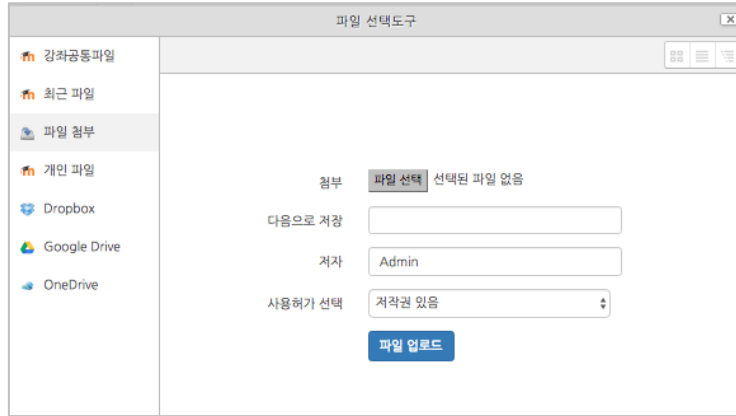 파일 선택도구
강좌공통파일
최근 파일
파일 첨부
개인 파일
Dropbox
Google Drive
OneDrive
첨부 파일 선택 선택된 파일 없음
다음으로 저장
저자 Admin
사용허가 선택 저작권 있음
파일 업로드